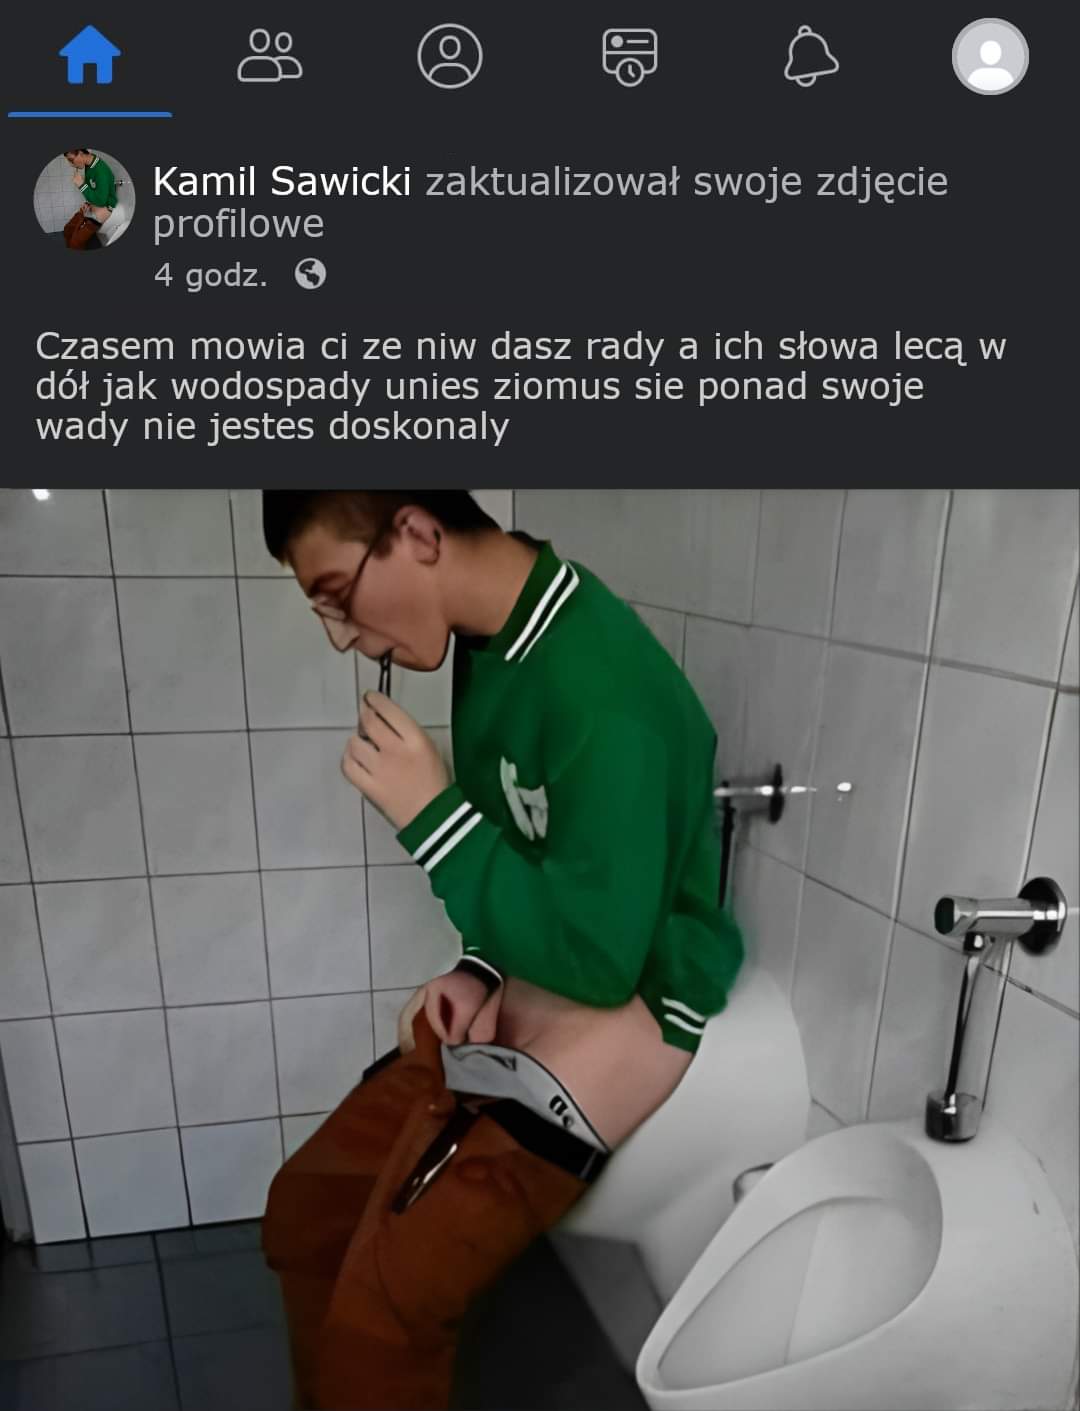 Kamil Sawicki zaktualizował swoje zdjęcie
profilowe
4 godz.
Czasem mowia ci ze niw dasz rady a ich słowa lecą w
dół jak wodospady unies ziomus sie ponad swoje
wady nie jestes doskonaly